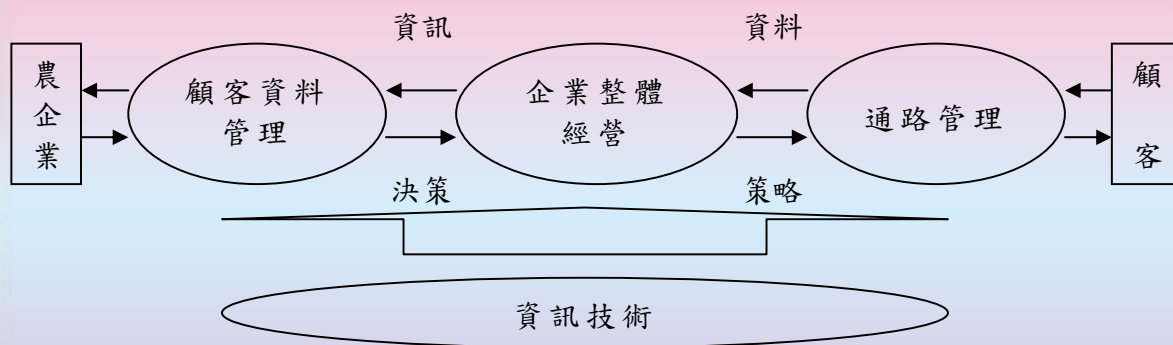 資訊
資料
農企業
顧客資料
管理
企業整體
經營
通路管理
顧客
決策
策略
資訊技術